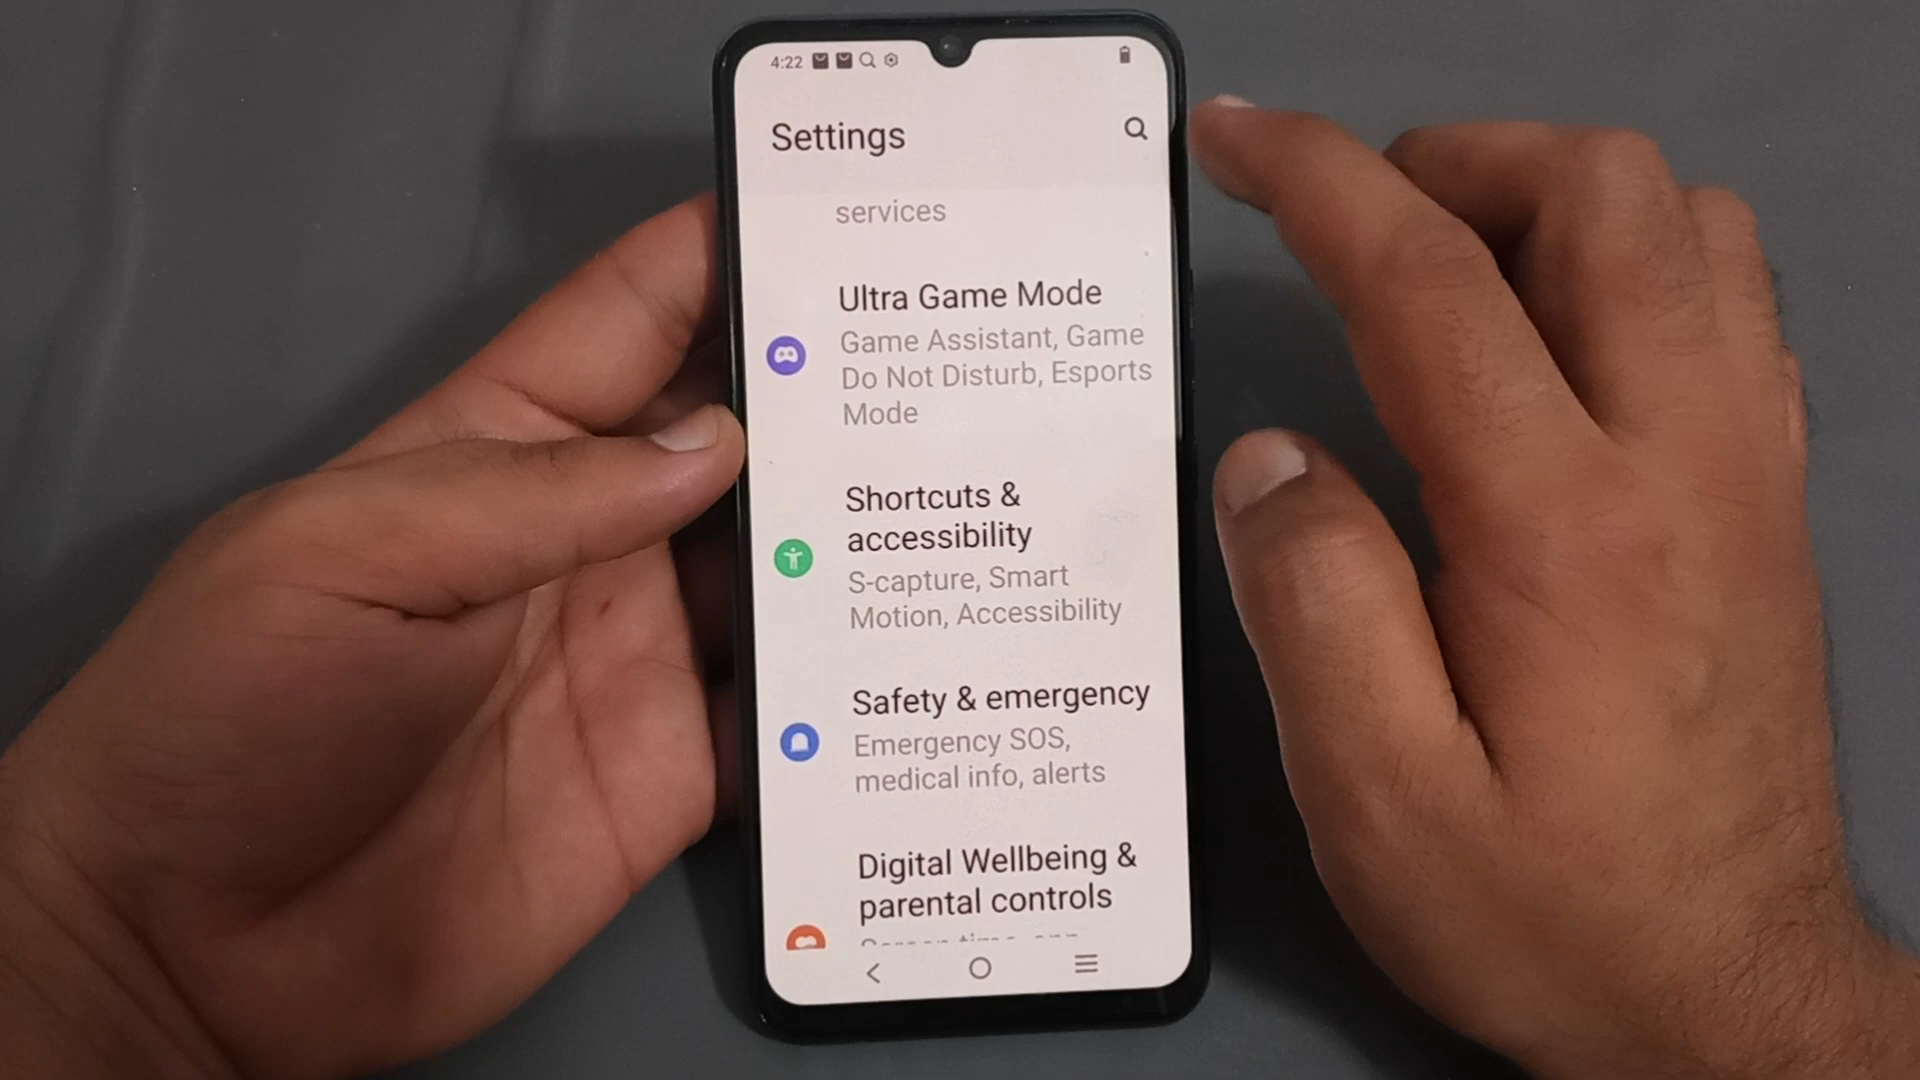 4:22
Settings
services
Ultra Game Mode
Game Assistant, Game
Do Not Disturb, Esports
Mode
Shortcuts &
accessibility
S-capture, Smart
Motion, Accessibility
Safety & emergency
Emergency SOS,
medical info, alerts
Digital Wellbeing &
parental controls